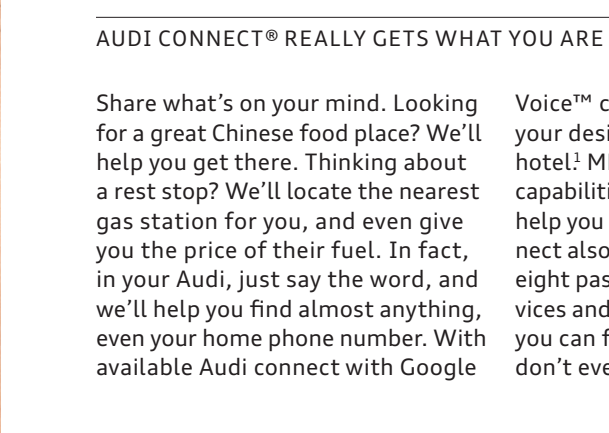 AUDI CONNECT® REALLY GETS WHAT YOU ARE
Share what’s on your mind. Looking
for a great Chinese food place? We’ll
help you get there. Thinking about
a rest stop? We’ll locate the nearest
gas station for you, and even give
you the price of their fuel. In fact,
in your Audi, just say the word, and
we’ll help you find almost anything,
even your home phone number. With
available Audi connect with Google
Voice™
your
hotel.¹
help you
nect also
eight
vices and
you can
don’t